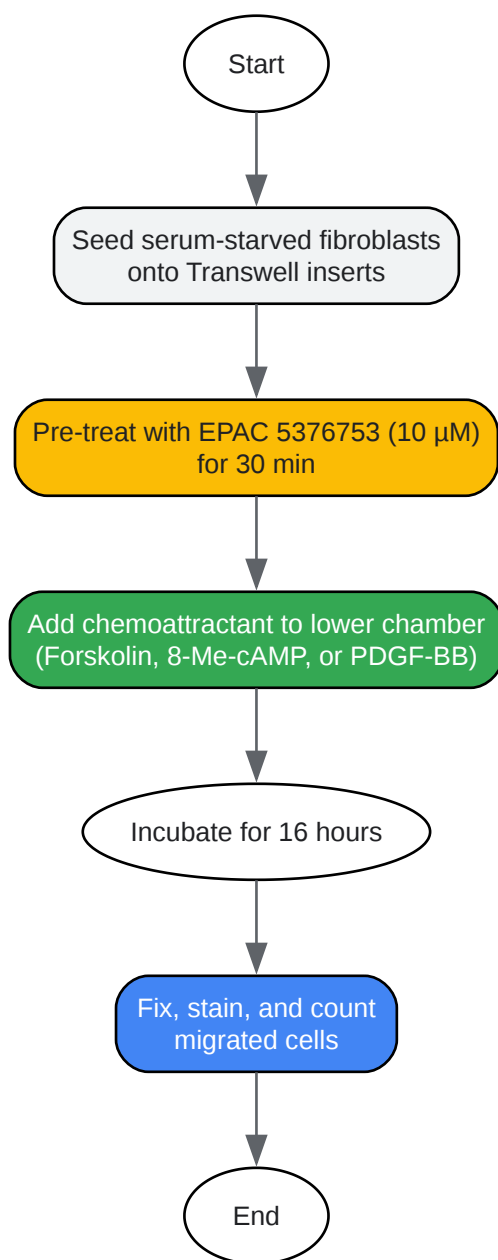 Start
Seed serum-starved fibroblasts
onto Transwell inserts
Pre-treat with EPAC 5376753 (10 µM)
for 30 min
Add chemoattractant to lower chamber
(Forskolin, 8-Me-cAMP, or PDGF-BB)
Incubate for 16 hours
Fix, stain, and count
migrated cells
End